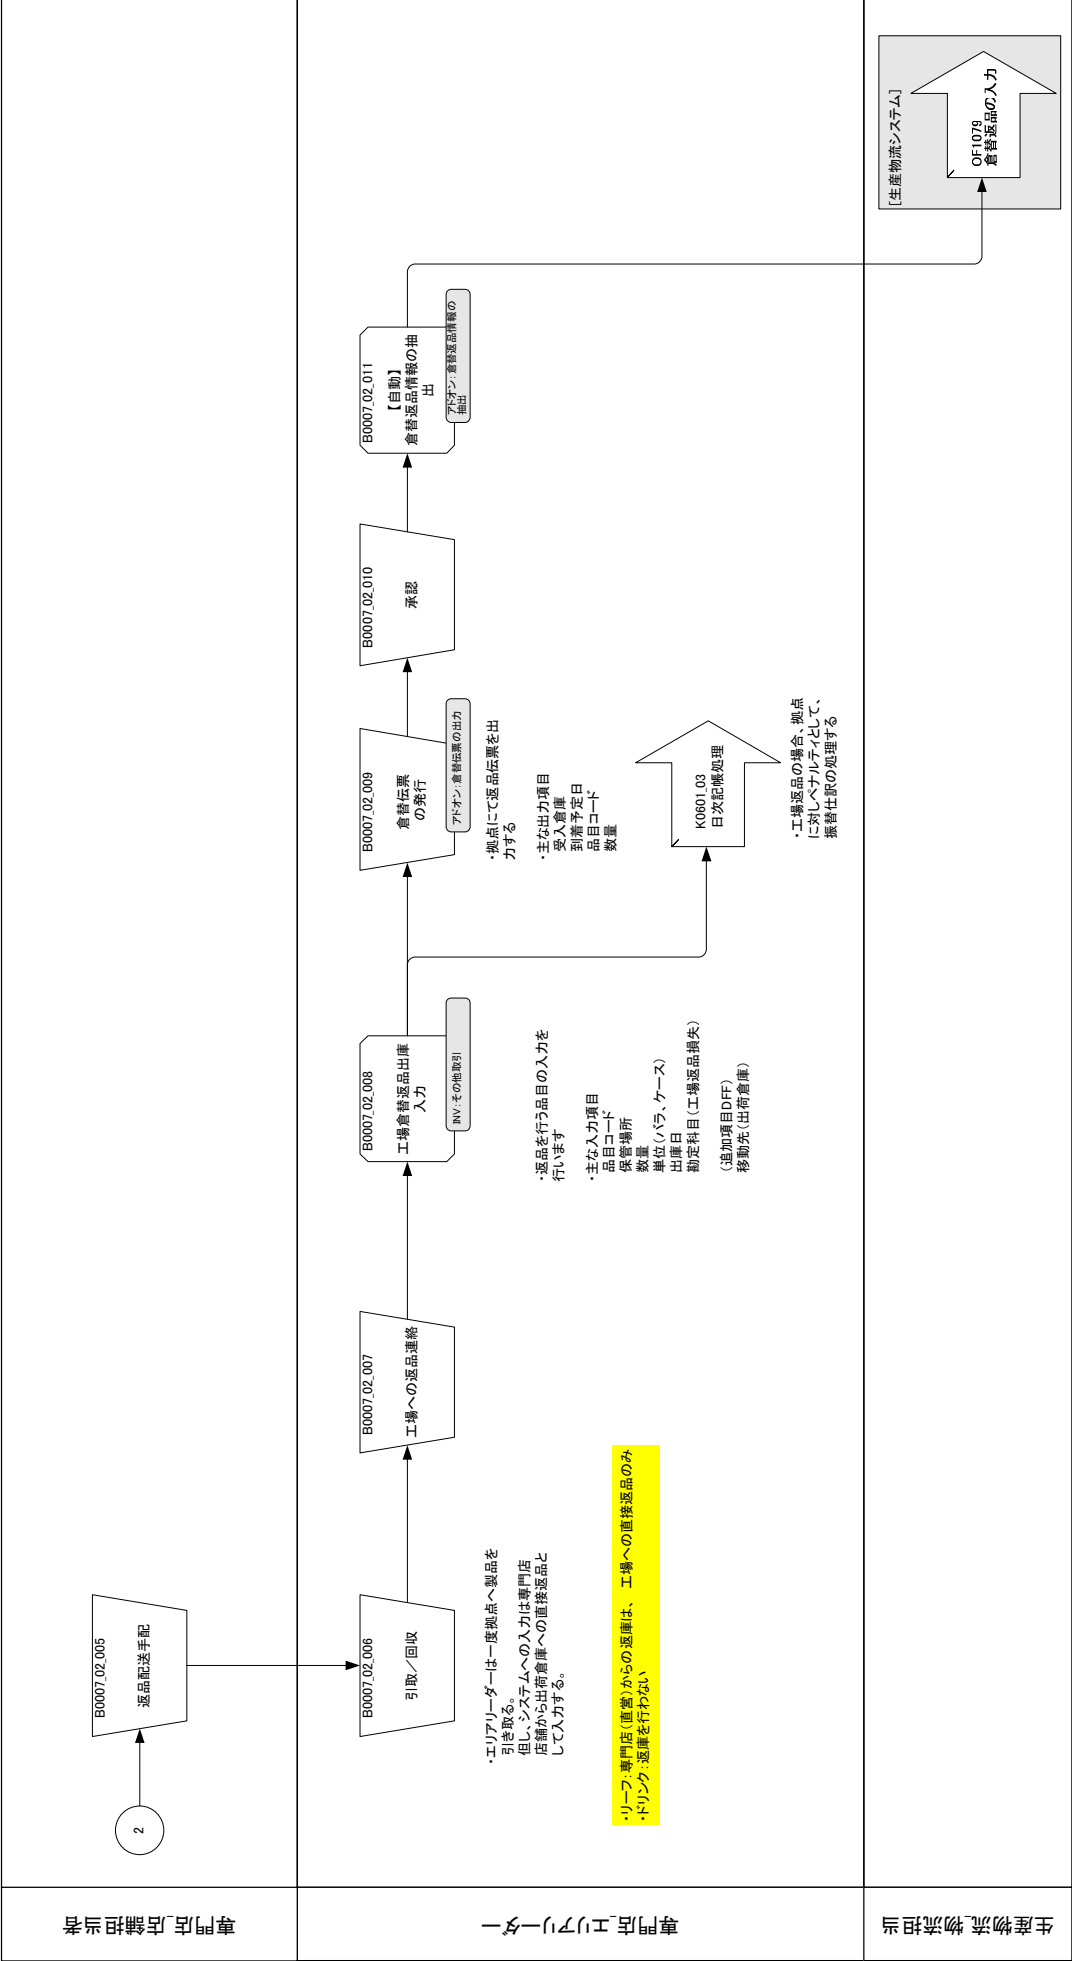 専門店_店舗担当者
2
B0007_02_005
返品配送手配
専門店_エリアリーダー
B0007_02_006
引取／回収
・エリアリーダーは一度拠点へ製品を
引き取る。
但し、システムへの入力は専門店
店舗から出荷倉庫への直接返品と
して入力する。
・リーフ：専門店（直営）からの返庫は、 工場への直接返品のみ
・ドリンク：返庫を行わない
B0007_02_007
工場への返品連絡
B0007_02_008
工場倉替返品出庫
入力
INV：その他取引
・返品を行う品目の入力を
行います
・主な入力項目
品目コード
保管場所
数量
単位（バラ、ケース）
出庫日
勘定科目（工場返品損失）
（追加項目DFF）
移動先（出荷倉庫）
B0007_02_009
倉替伝票
の発行
アドオン：倉替伝票の出力
・拠点にて返品伝票を出
力する
・主な出力項目
受入倉庫
到着予定日
品目コード
数量
K0601_03
日次記帳処理
・工場返品の場合、拠点
に対しペナルティとして、
振替仕訳の処理する
B0007_02_010
承認
B0007_02_011
【自動】
倉替返品情報の抽
出
アドオン：倉替返品情報の
抽出
生産物流_物流担当
[生産物流システム]
OF1079
倉替返品の入力